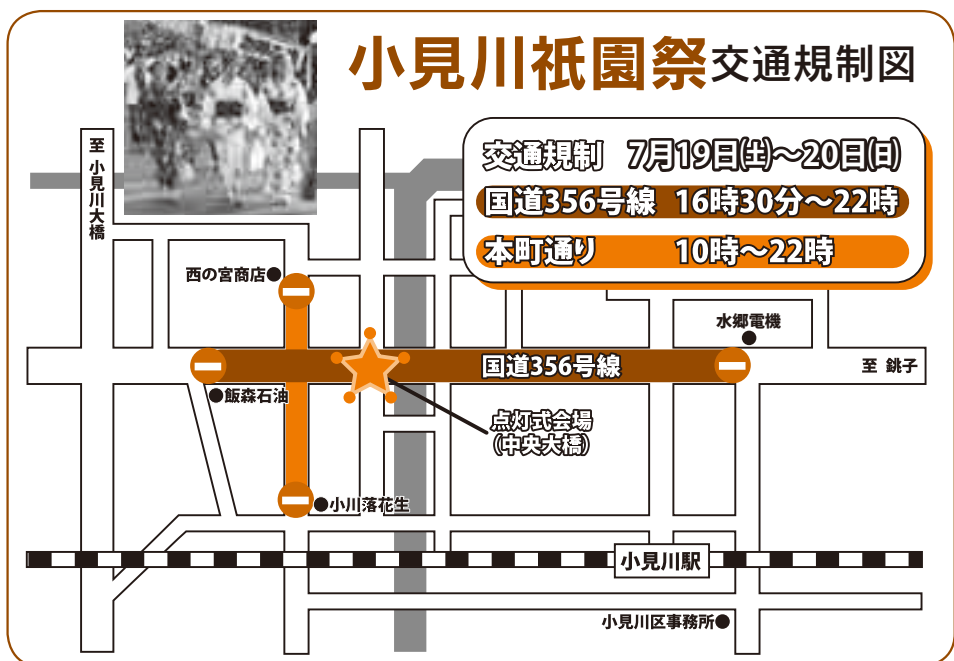 小見川祇園祭交通規制図
交通規制 7月19日(土)～20日(日)
国道356号線 16時30分～22時
本町通り 10時～22時
至 小見川大橋
西の宮商店●
水郷電機
国道356号線
至 銚子
●飯森石油
点灯式会場
(中央大橋)
●小川落花生
小見川駅
小見川区事務所●